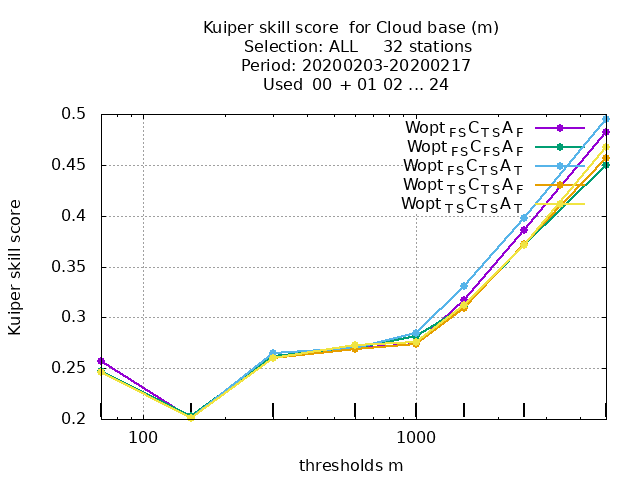 Kuiper skill score  for Cloud base (m)
Selection: ALL     32 stations
Period: 20200203-20200217
Used  00 + 01 02 ... 24
Wopt FS C TS A F
Wopt FS C FS A F
Wopt FS C TS A T
Wopt TS C TS A F
Wopt TS C TS A T
0.5
0.45
0.4
0.35
0.3
0.25
0.2
Kuiper skill score
100 1000
thresholds m